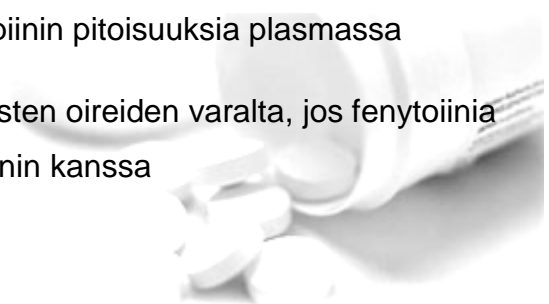 oiinin pitoisuuksia plasmassa
sten oireiden varalta, jos fenytoiinia
nin kanssa